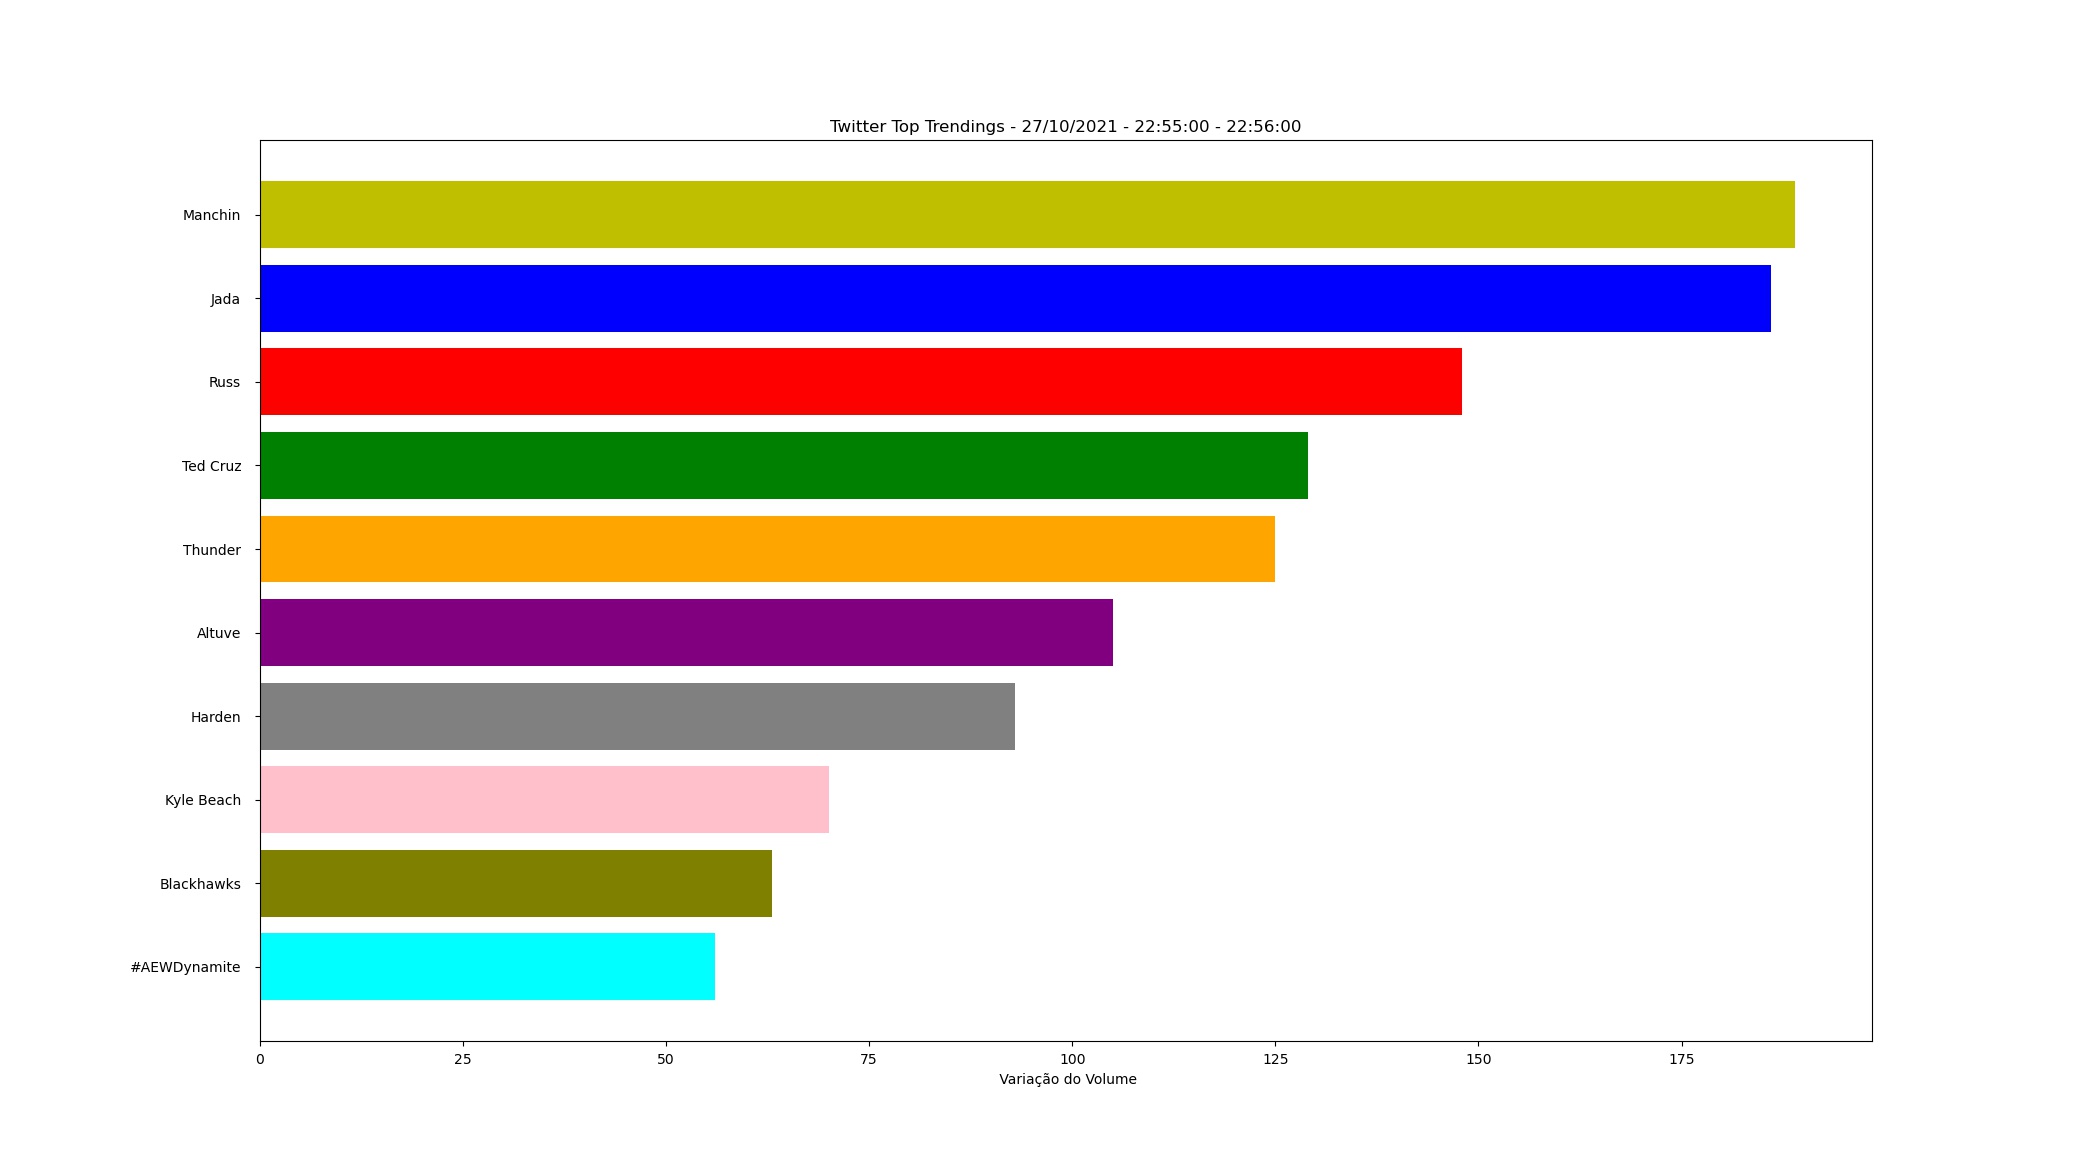 Twitter Top Trendings - 27/10/2021 - 22:55:00 - 22:56:00
Manchin
Jada
Russ
Ted Cruz
Thunder
Altuve
Harden
Kyle Beach
Blackhawks
#AEWDynamite
0 25 50 75 100 125 150 175
Variação do Volume